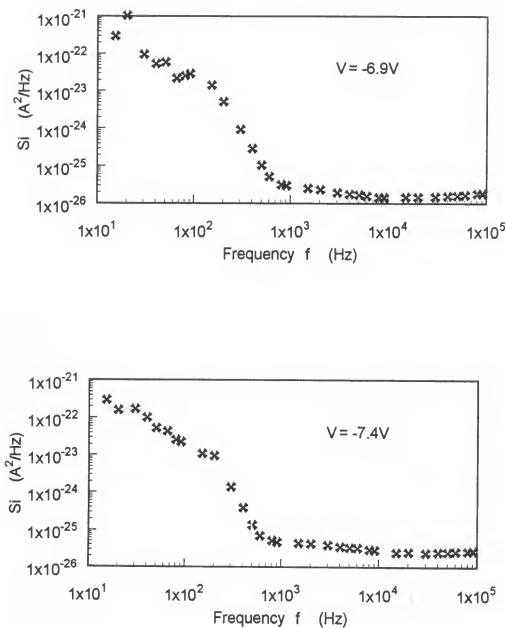 1x10-21
1x10-22
1x10-23
1x10-24
1x10-25
1x10-26
Si (A2/Hz)
V = -6.9V
1x101 1x102 1x103 1x104 1x105
Frequency f (Hz)
1x10-21
1x10-22
1x10-23
1x10-24
1x10-25
1x10-26
Si (A2/Hz)
V = -7.4V
1x101 1x102 1x103 1x104 1x105
Frequency f (Hz)